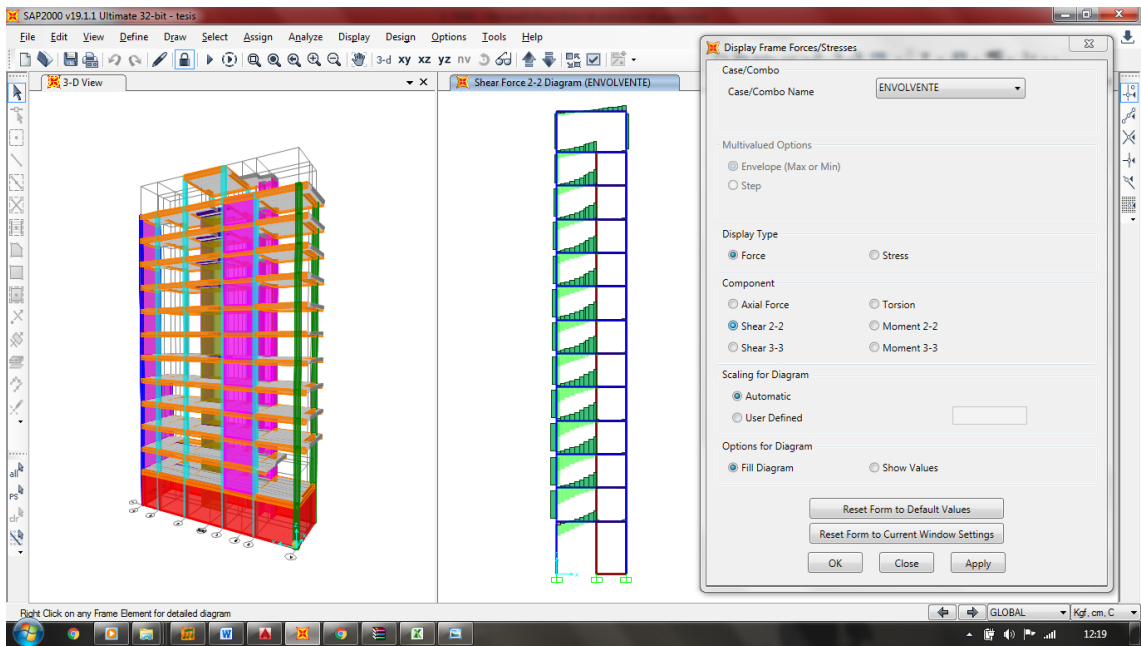 SAP2000 v19.1.1 Ultimate 32-bit - tesis
File Edit View Define Draw Select Assign Analyze Display Design Options Tools Help
3-d xy xz yz nv
3-D View
Shear Force 2-2 Diagram (ENVOLVENTE)
all
PS
clr
Display Frame Forces/Stresses
Case/Combo
Case/Combo Name ENVOLVENTE
Multivalued Options
Envelope (Max or Min)
Step
Display Type
Force Stress
Component
Axial Force Torsion
Shear 2-2 Moment 2-2
Shear 3-3 Moment 3-3
Scaling for Diagram
Automatic
User Defined
Options for Diagram
Fill Diagram Show Values
Reset Form to Default Values
Reset Form to Current Window Settings
OK Close Apply
Right Click on any Frame Element for detailed diagram
GLOBAL Kgf, cm, C
12:19